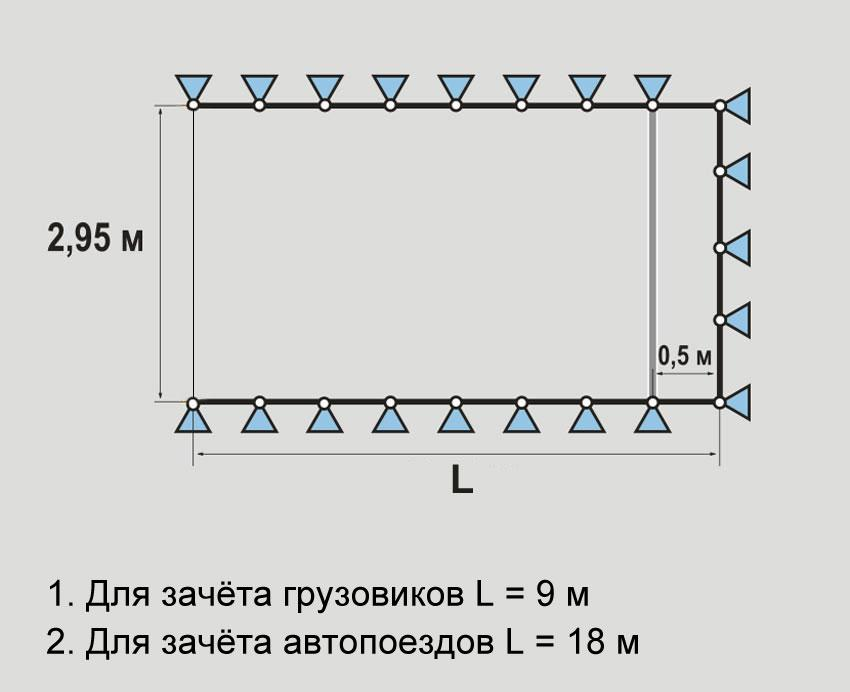 2,95 м
0,5 м
L
1. Для зачёта грузовиков L = 9 м
2. Для зачёта автопоездов L = 18 м